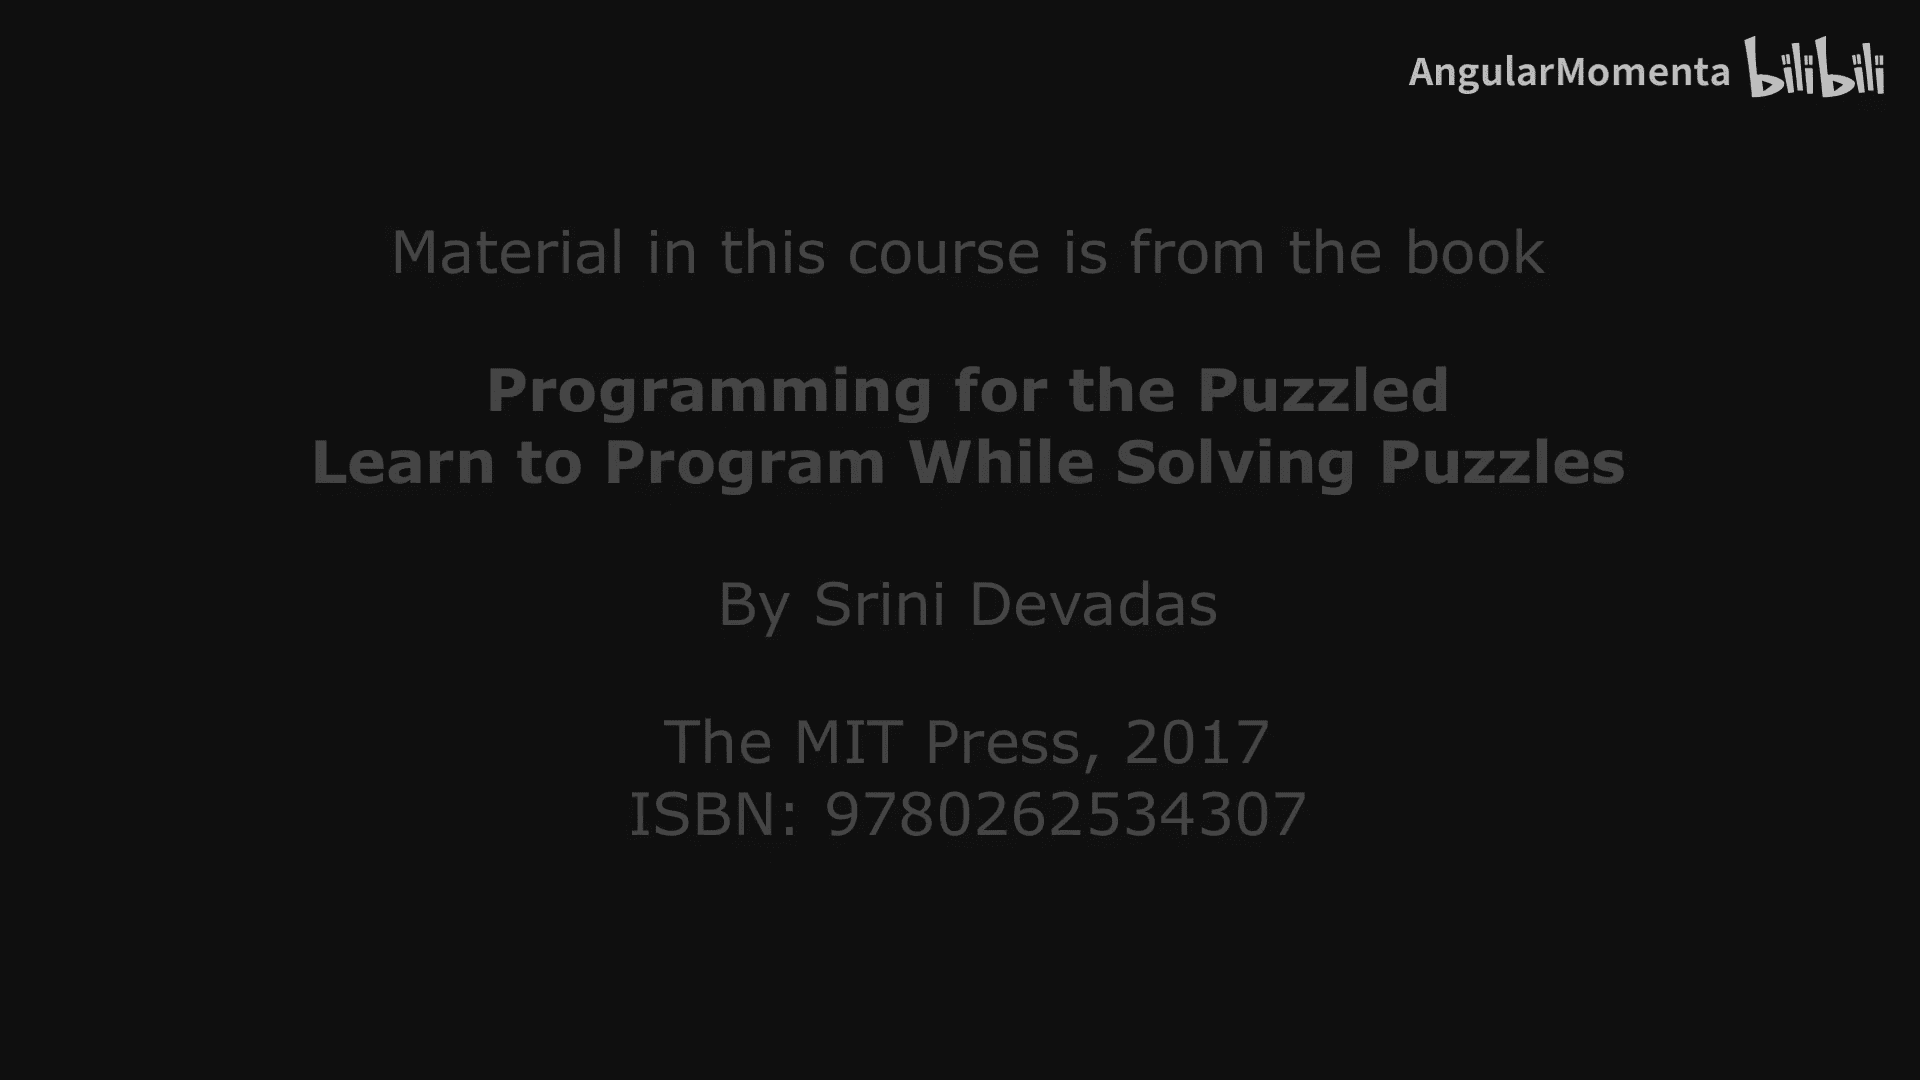 AngularMomenta bilibili
Material in this course is from the book
Programming for the Puzzled
Learn to Program While Solving Puzzles
By Srini Devadas
The MIT Press, 2017
ISBN: 9780262534307